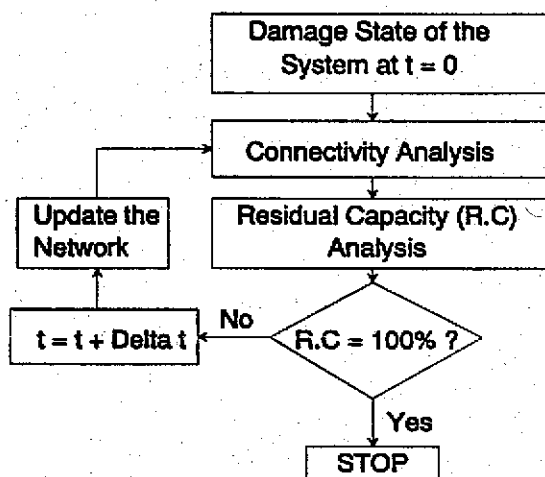 Damage State of the
System at t = 0
Connectivity Analysis
Update the
Network
Residual Capacity (R.C)
Analysis
t = t + Delta t
No
R.C = 100% ?
Yes
STOP